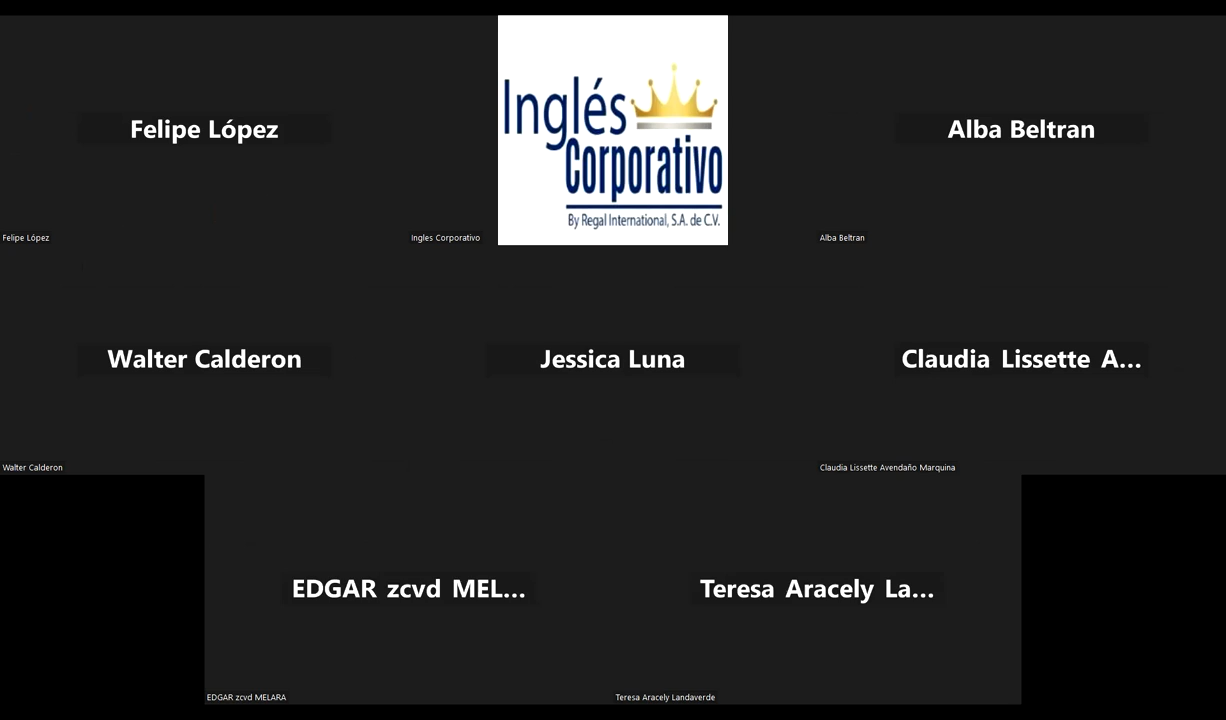 Felipe López
Felipe López
Inglés
Corporativo
By Regal International, S.A. de C.V.
Ingles Corporativo
Alba Beltran
Alba Beltran
Walter Calderon
Walter Calderon
Jessica Luna
Claudia Lissette A...
Claudia Lissette Avendaño Marquina
EDGAR zcvd MEL...
EDGAR zcvd MELARA
Teresa Aracely La...
Teresa Aracely Landaverde